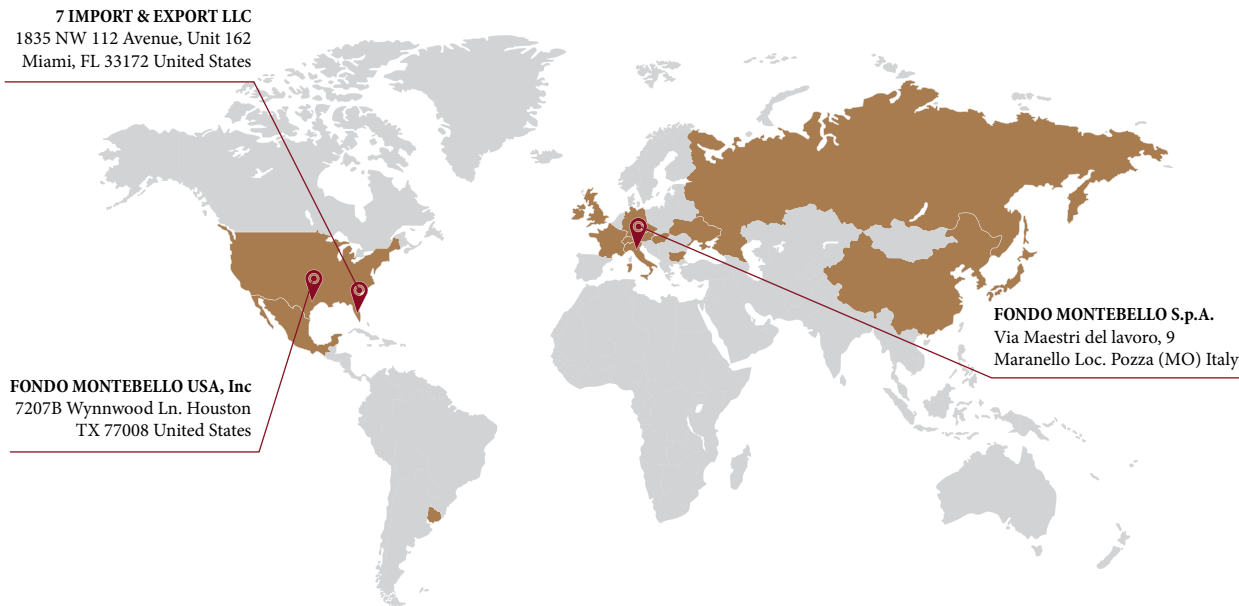 7 IMPORT & EXPORT LLC
1835 NW 112 Avenue, Unit 162
Miami, FL 33172 United States
FONDO MONTEBELLO S.p.A.
Via Maestri del lavoro, 9
Maranello Loc. Pozza (MO) Italy
FONDO MONTEBELLO USA, Inc
7207B Wynnwood Ln. Houston
TX 77008 United States